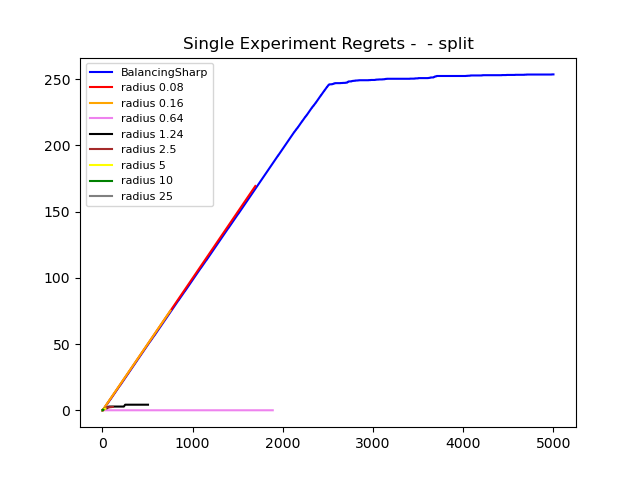 Single Experiment Regrets -  - split
BalancingSharp
radius 0.08
radius 0.16
radius 0.64
radius 1.24
radius 2.5
radius 5
radius 10
radius 25
250
200
150
100
50
0
0 1000 2000 3000 4000 5000